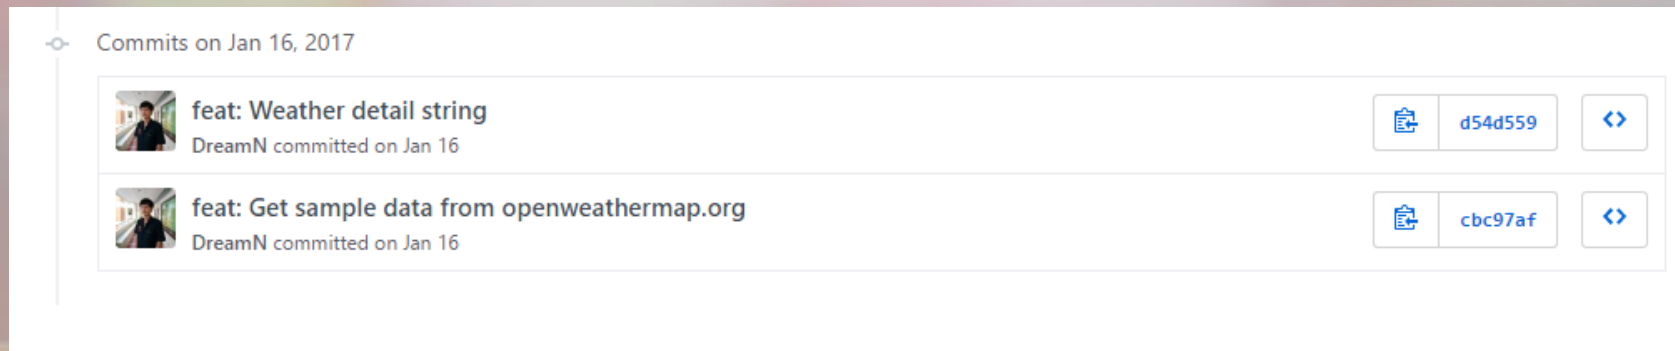 Commits on Jan 16, 2017
feat: Weather detail string
DreamN committed on Jan 16
d54d559
feat: Get sample data from openweathermap.org
DreamN committed on Jan 16
cbc97af